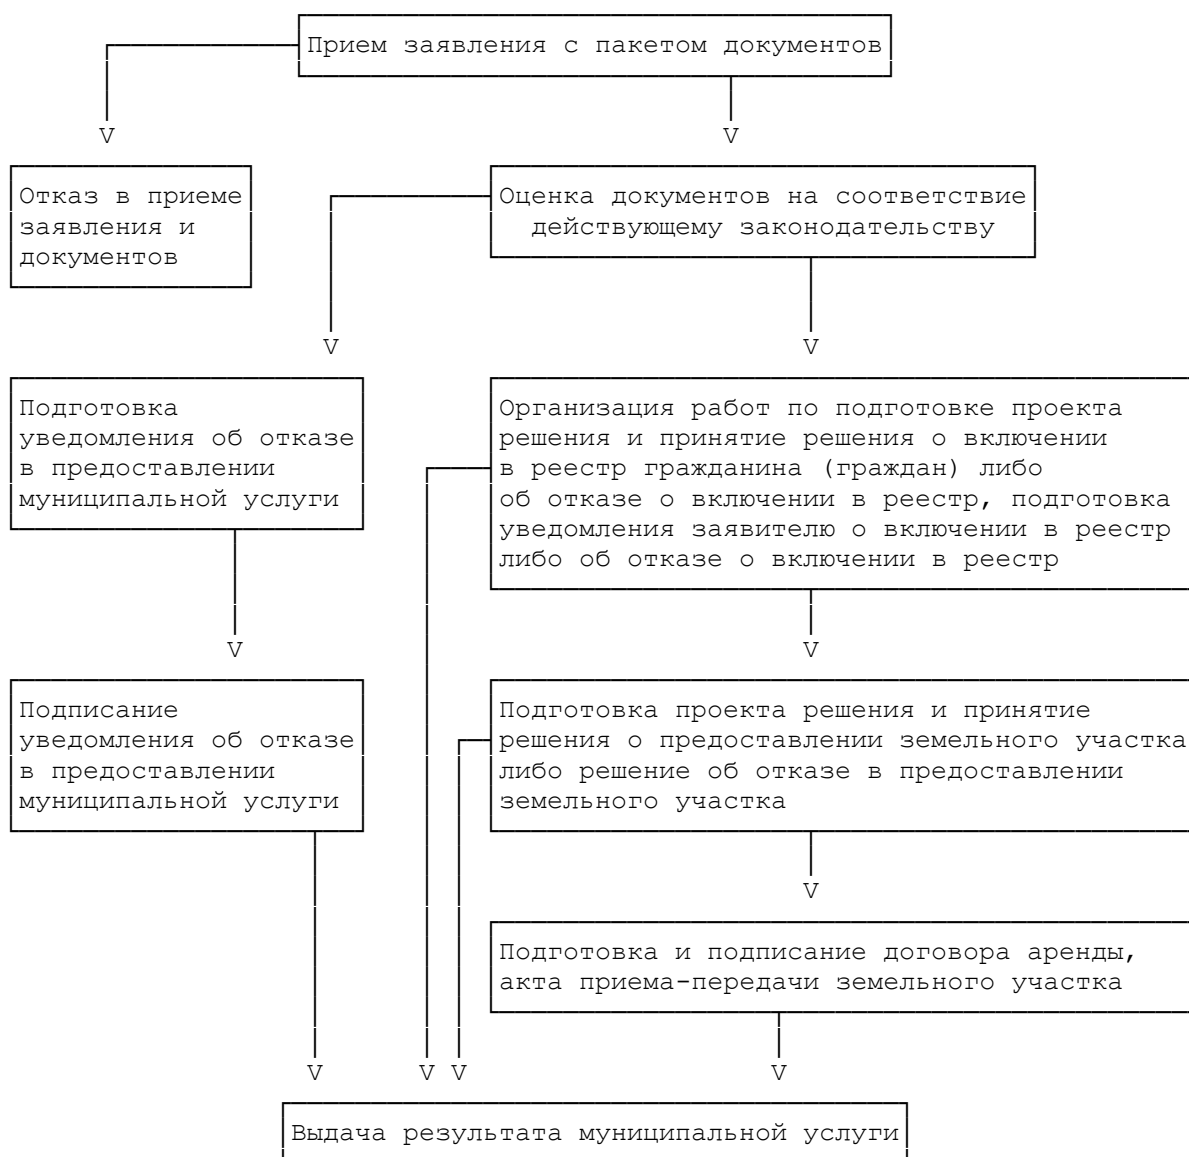 Прием заявления с пакетом документов
V
V
Отказ в приеме
заявления и
документов
Оценка документов на соответствие
действующему законодательству
V
V
Подготовка
уведомления об отказе
в предоставлении
муниципальной услуги
Организация работ по подготовке проекта
решения и принятие решения о включении
в реестр гражданина (граждан) либо
об отказе о включении в реестр, подготовка
уведомления заявителю о включении в реестр
либо об отказе о включении в реестр
V
V
Подписание
уведомления об отказе
в предоставлении
муниципальной услуги
Подготовка проекта решения и принятие
решения о предоставлении земельного участка
либо решение об отказе в предоставлении
земельного участка
V
Подготовка и подписание договора аренды,
акта приема-передачи земельного участка
V
V
V
V
Выдача результата муниципальной услуги